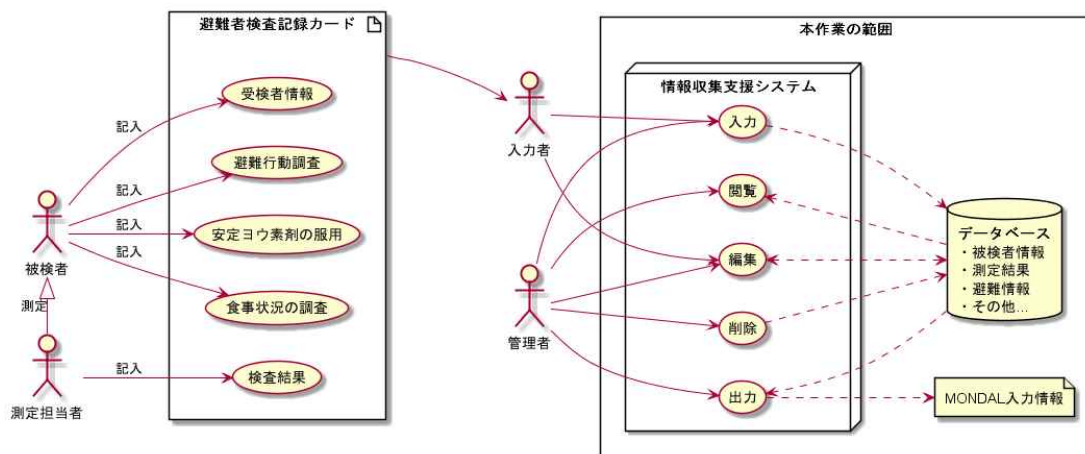 避難者検査記録カード
受検者情報
記入
避難行動調査
記入
安定ヨウ素剤の服用
記入
食事状況の調査
記入
被検者
測定
測定担当者
記入
検査結果
入力者
管理者
本作業の範囲
情報収集支援システム
入力
閲覧
編集
削除
出力
データベース
・被検者情報
・測定結果
・避難情報
・その他...
MONDAL入力情報